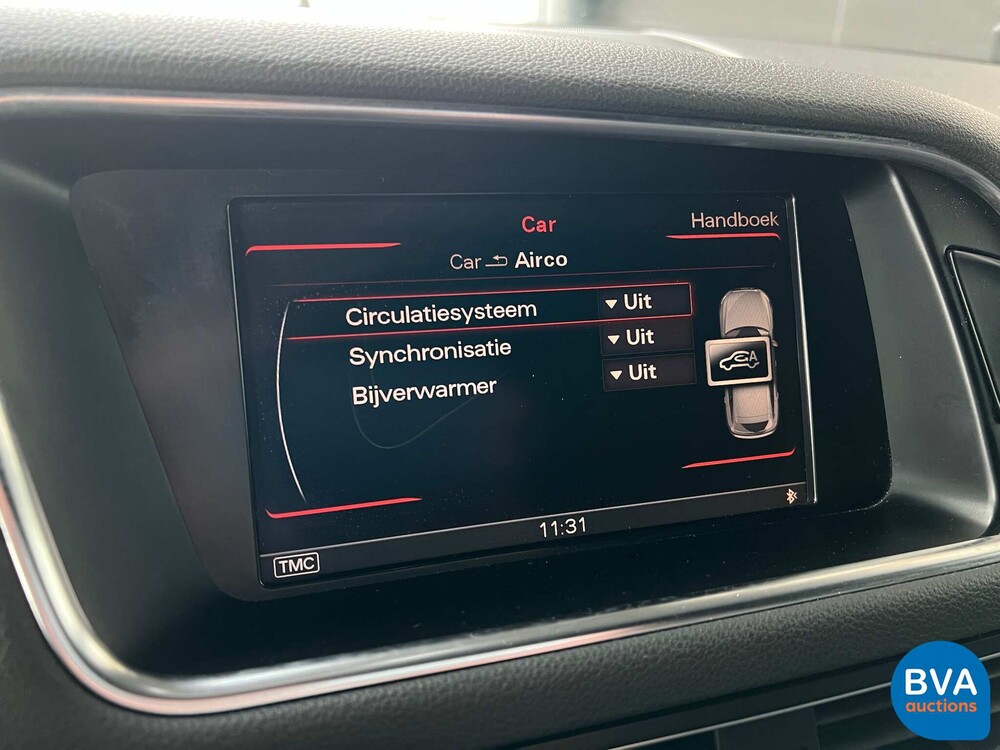 Car
Handboek
Car Airco
Circulatiesysteem Uit
Synchronisatie Uit
Bijverwarmer Uit
A
11:31
TMC
BVA
auctions